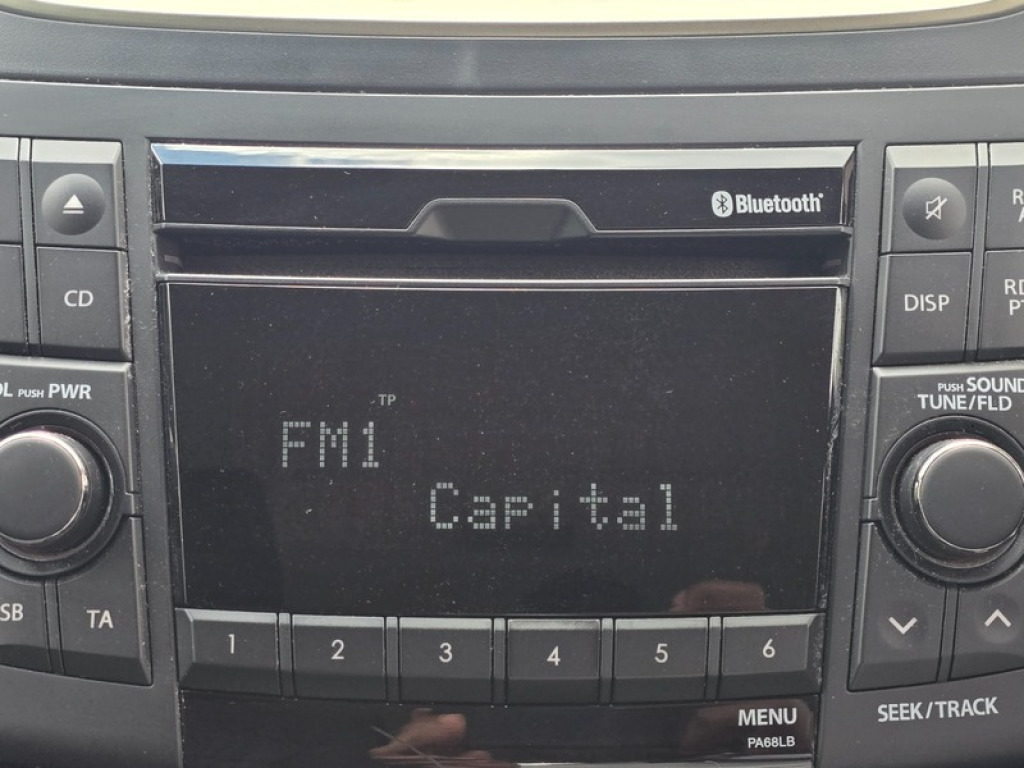 Bluetooth
CD
DISP
PUSH PWR
PUSH SOUND
TUNE/FLD
TP
FM1
Capital
TA
1 2 3 4 5 6
MENU
PA68LB
SEEK/TRACK